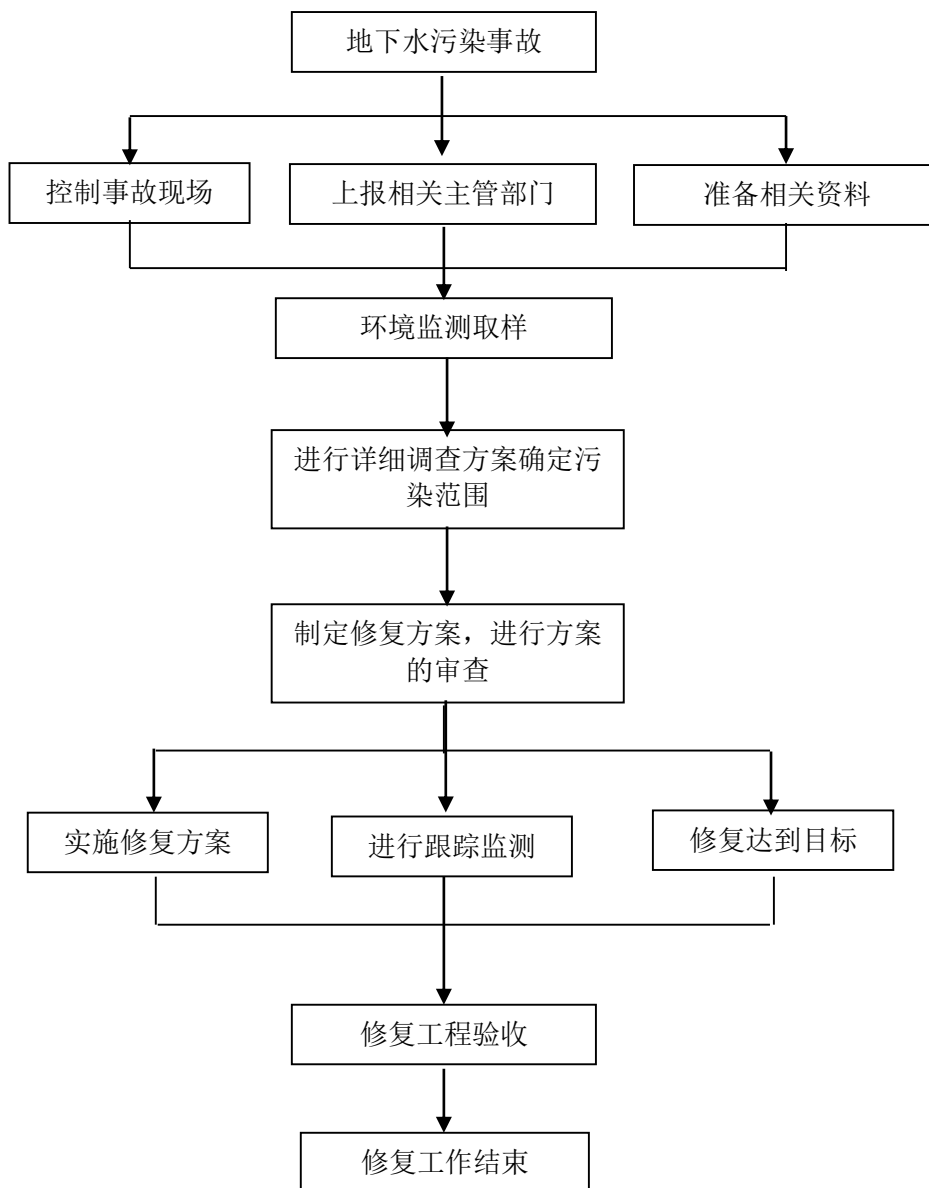 地下水污染事故
控制事故现场
上报相关主管部门
准备相关资料
环境监测取样
进行详细调查方案确定污
染范围
制定修复方案，进行方案
的审查
实施修复方案
进行跟踪监测
修复达到目标
修复工程验收
修复工作结束